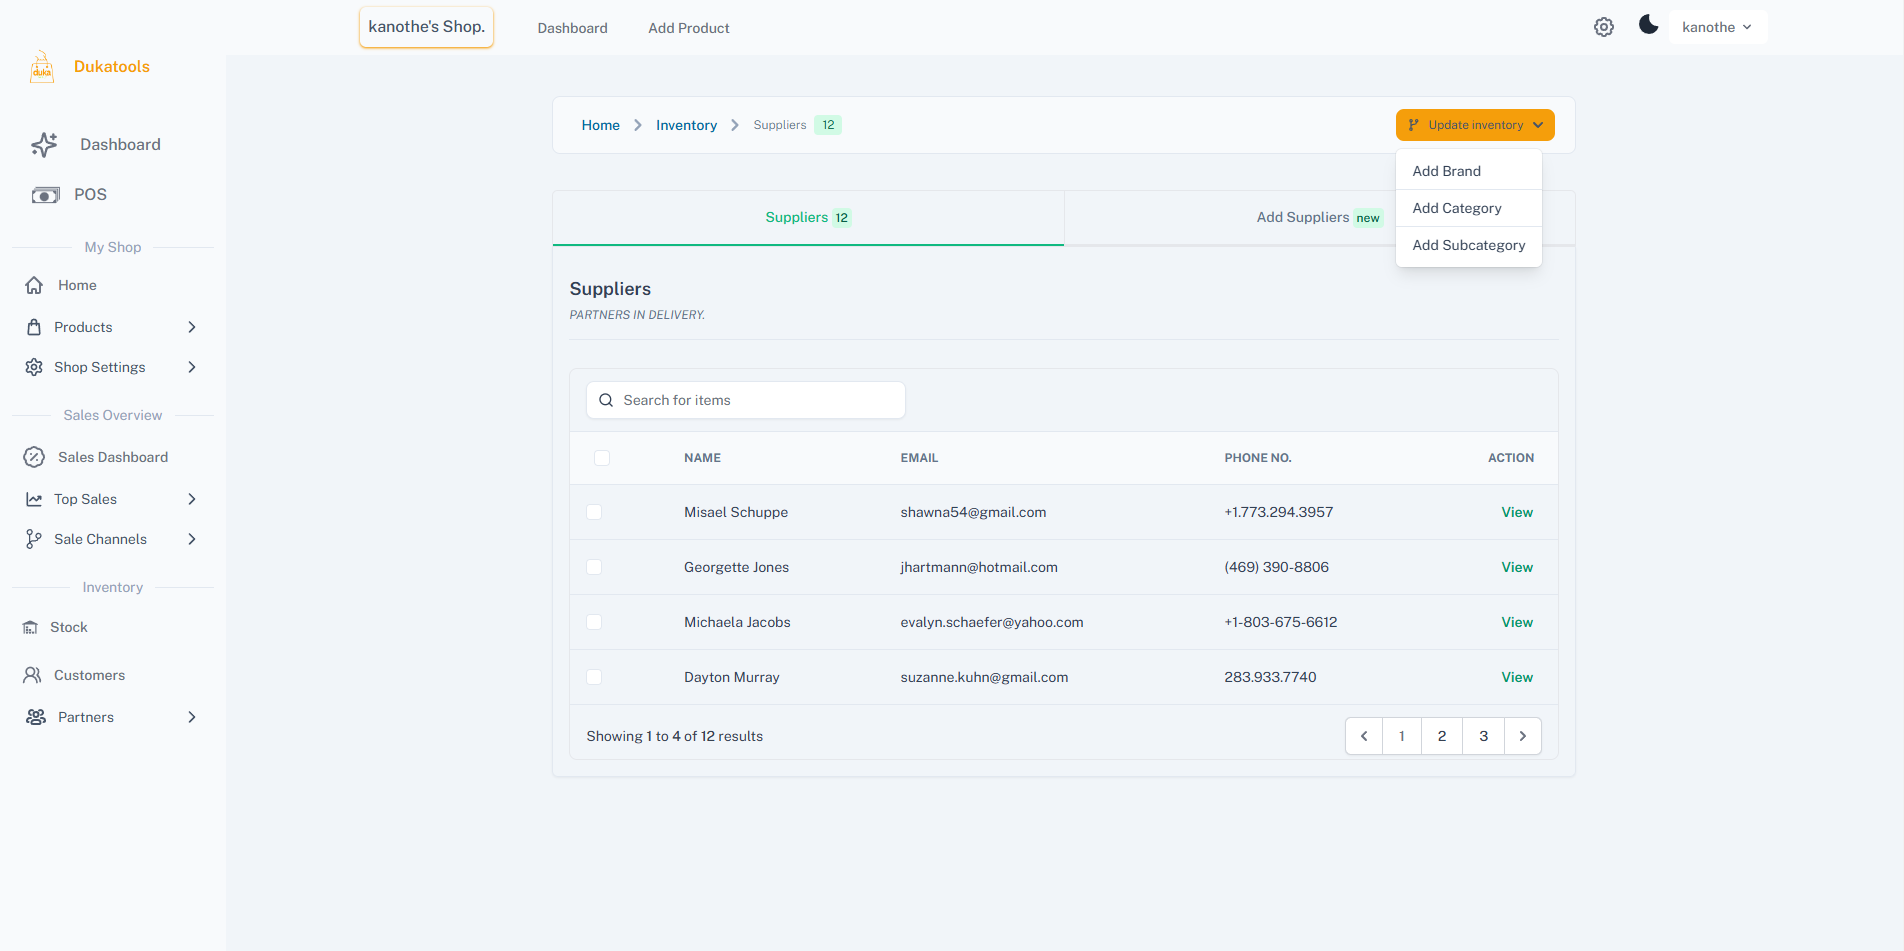 kanothe's Shop.
Dashboard
Add Product
kanothe
duka
Dukatools
Dashboard
POS
My Shop
Home
Products
Shop Settings
Sales Overview
Sales Dashboard
Top Sales
Sale Channels
Inventory
Stock
Customers
Partners
Home
Inventory
Suppliers 12
Update inventory
Add Brand
Add Category
Add Subcategory
Suppliers 12
Add Suppliers new
Suppliers
PARTNERS IN DELIVERY.
Search for items
NAME EMAIL PHONE NO. ACTION
Misael Schuppe shawna54@gmail.com +1.773.294.3957 View
Georgette Jones jhartmann@hotmail.com (469) 390-8806 View
Michaela Jacobs evalyn.schaefer@yahoo.com +1-803-675-6612 View
Dayton Murray suzanne.kuhn@gmail.com 283.933.7740 View
Showing 1 to 4 of 12 results
1 2 3